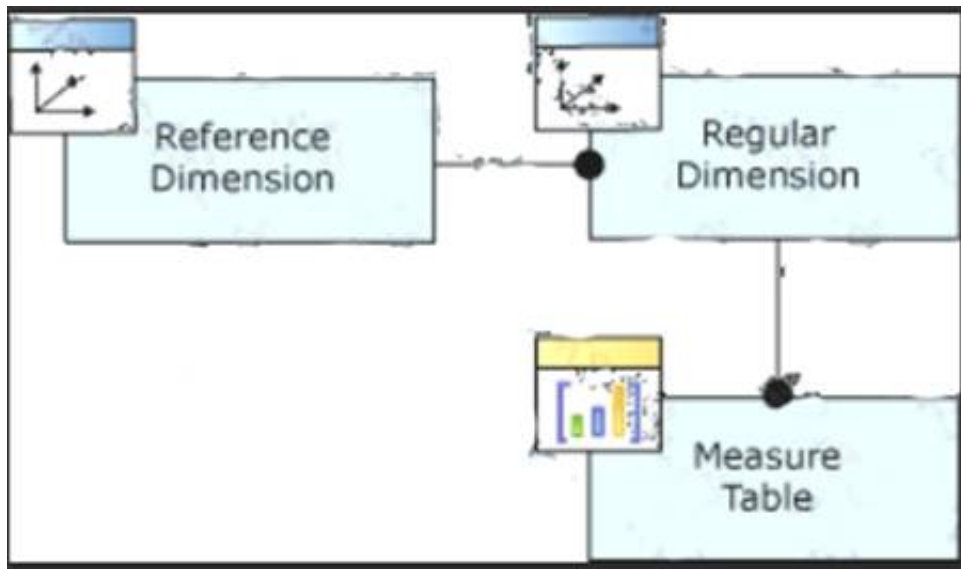 Reference
Dimension
Regular
Dimension
Measure
Table